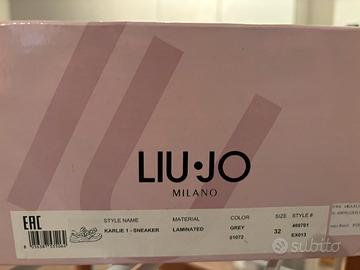 LIU·JO
MILANO
EAC
STYLE NAME MATERIAL COLOR SIZE STYLE #
KARLIE 1 - SNEAKER LAMINATED GREY 32 469701
01072 EX013
subito